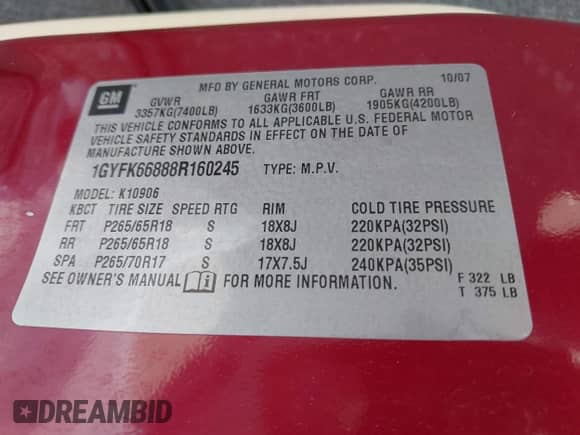 MFD BY GENERAL MOTORS CORP. 10/07
GM
GVWR GAWR FRT GAWR RR
3357KG(7400LB) 1633KG(3600LB) 1905KG(4200LB)
THIS VEHICLE CONFORMS TO ALL APPLICABLE U.S. FEDERAL MOTOR
VEHICLE SAFETY STANDARDS IN EFFECT ON THE DATE OF
MANUFACTURE SHOWN ABOVE.
1GYFK66888R160245 TYPE: M.P.V.
MODEL: K10906
KBCT TIRE SIZE SPEED RTG RIM COLD TIRE PRESSURE
FRT P265/65R18 S 18X8J 220KPA(32PSI)
RR P265/65R18 S 18X8J 220KPA(32PSI)
SPA P265/70R17 S 17X7.5J 240KPA(35PSI)
SEE OWNER'S MANUAL FOR MORE INFORMATION.
F 322 LB
T 375 LB
DREAMBID